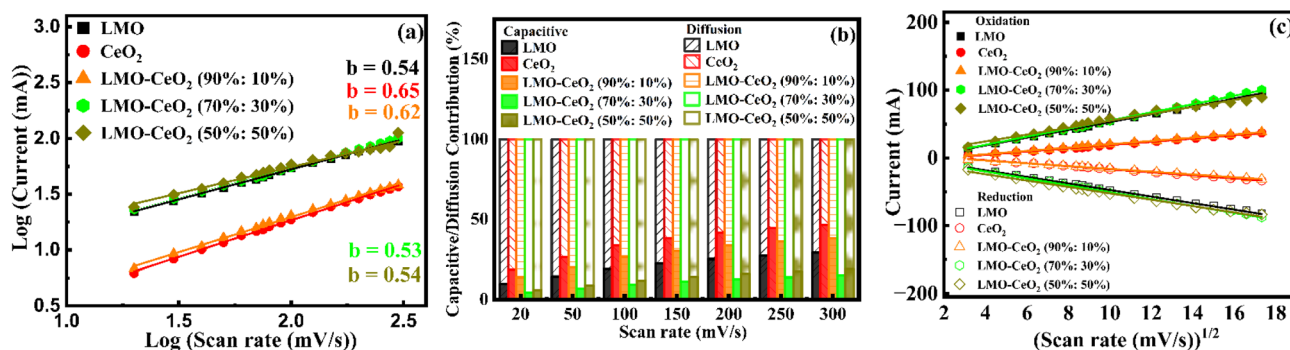 (a)
LMO
CeO₂
LMO-CeO₂ (90%: 10%)
LMO-CeO₂ (70%: 30%)
LMO-CeO₂ (50%: 50%)
b = 0.54
b = 0.65
b = 0.62
b = 0.53
b = 0.54
Log (Current (mA))
3.0
2.5
2.0
1.5
1.0
0.5
1.0
1.5
2.0
2.5
Log (Scan rate (mV/s))
(b)
Capacitive
LMO
CeO₂
LMO-CeO₂ (90%: 10%)
LMO-CeO₂ (70%: 30%)
LMO-CeO₂ (50%: 50%)
Diffusion
LMO
CeO₂
LMO-CeO₂ (90%: 10%)
LMO-CeO₂ (70%: 30%)
LMO-CeO₂ (50%: 50%)
Capacitive/Diffusion Contribution (%)
150
100
50
0
20
50
100
150
200
250
300
Scan rate (mV/s)
(c)
Oxidation
LMO
CeO₂
LMO-CeO₂ (90%: 10%)
LMO-CeO₂ (70%: 30%)
LMO-CeO₂ (50%: 50%)
Reduction
LMO
CeO₂
LMO-CeO₂ (90%: 10%)
LMO-CeO₂ (70%: 30%)
LMO-CeO₂ (50%: 50%)
Current (mA)
200
100
0
−100
−200
2
4
6
8
10
12
14
16
18
(Scan rate (mV/s))¹/²